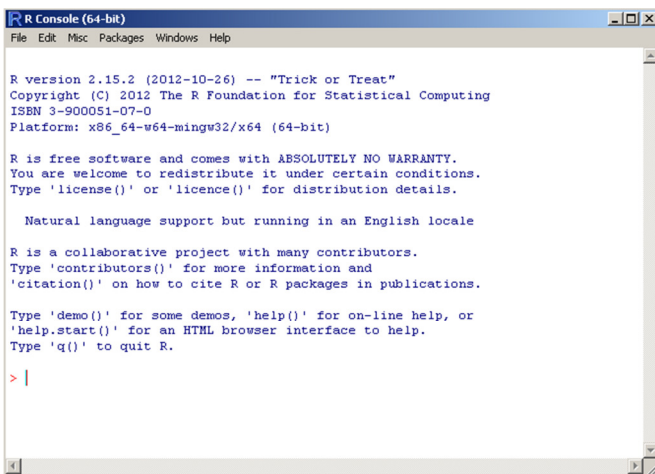 R Console (64-bit)
File Edit Misc Packages Windows Help
R version 2.15.2 (2012-10-26) -- "Trick or Treat"
Copyright (C) 2012 The R Foundation for Statistical Computing
ISBN 3-900051-07-0
Platform: x86_64-w64-mingw32/x64 (64-bit)
R is free software and comes with ABSOLUTELY NO WARRANTY.
You are welcome to redistribute it under certain conditions.
Type 'license()' or 'licence()' for distribution details.
Natural language support but running in an English locale
R is a collaborative project with many contributors.
Type 'contributors()' for more information and
'citation()' on how to cite R or R packages in publications.
Type 'demo()' for some demos, 'help()' for on-line help, or
'help.start()' for an HTML browser interface to help.
Type 'q()' to quit R.
>